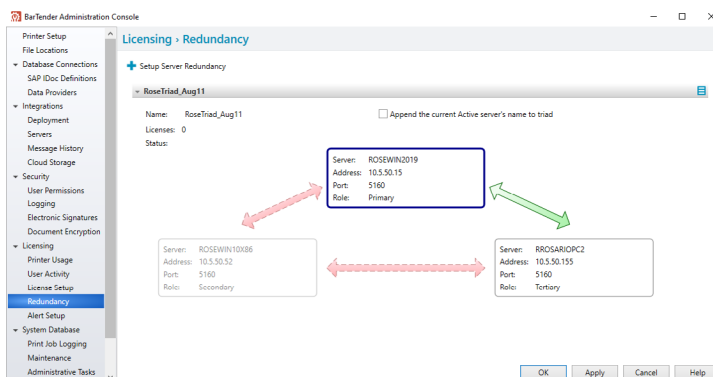 BarTender Administration Console
Printer Setup
File Locations
Database Connections
SAP IDoc Definitions
Data Providers
Integrations
Deployment
Servers
Message History
Cloud Storage
Security
User Permissions
Logging
Electronic Signatures
Document Encryption
Licensing
Printer Usage
User Activity
License Setup
Redundancy
Alert Setup
System Database
Print Job Logging
Maintenance
Administrative Tasks
Licensing › Redundancy
Setup Server Redundancy
RoseTriad_Aug11
Name: RoseTriad_Aug11
Append the current Active server's name to triad
Licenses: 0
Status:
Server: ROSEWIN2019
Address: 10.5.50.15
Port: 5160
Role: Primary
Server: ROSEWIN10X86
Address: 10.5.50.52
Port: 5160
Role: Secondary
Server: RROSARIOPC2
Address: 10.5.50.155
Port: 5160
Role: Tertiary
OK Apply Cancel Help